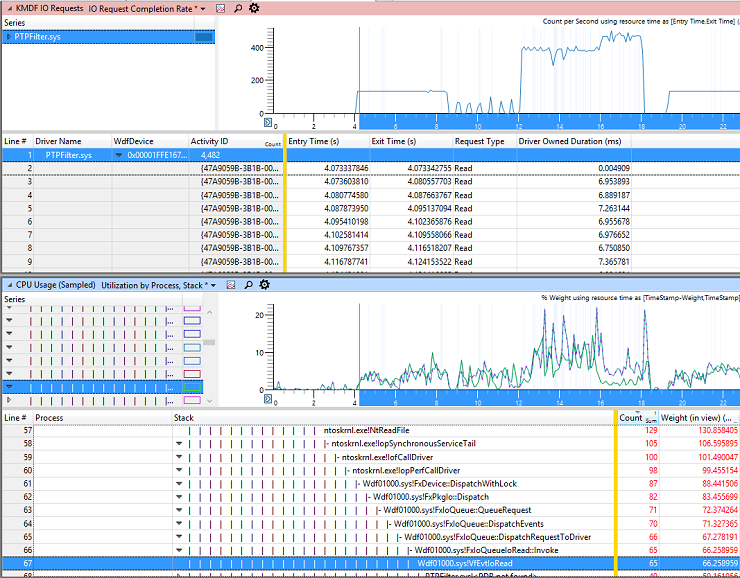 KMDF IO Requests IO Request Completion Rate *
Series
PTPFilter.sys
Count per Second using resource time as [Entry Time.Exit Time] (
400
200
0
0 2 4 6 8 10 12 14 16 18 20 22
Line # Driver Name WdfDevice Activity ID Count Entry Time (s) Exit Time (s) Request Type Driver Owned Duration (ms)
1 PTPFilter.sys 0x00001FFE167... 4,482
2 {47A9059B-3B1B-00... 4.073337846 4.073342755 Read 0.004909
3 {47A9059B-3B1B-00... 4.073603810 4.080557703 Read 6.953893
4 {47A9059B-3B1B-00... 4.080774580 4.087663767 Read 6.889187
5 {47A9059B-3B1B-00... 4.087873950 4.095137094 Read 7.263144
6 {47A9059B-3B1B-00... 4.095410198 4.102365876 Read 6.955678
7 {47A9059B-3B1B-00... 4.102581414 4.109558066 Read 6.976652
8 {47A9059B-3B1B-00... 4.109767357 4.116518207 Read 6.750850
9 {47A9059B-3B1B-00... 4.116787741 4.124153522 Read 7.365781
CPU Usage (Sampled) Utilization by Process, Stack *
Series
% Weight using resource time as [TimeStamp-Weight,TimeStamp]
20
10
0
0 2 4 6 8 10 12 14 16 18 20 22
Line # Process Stack Count Sum Weight (in view) (...
57 ntoskrnl.exe!NtReadFile 129 130.858405
58 |- ntoskrnl.exe!IopSynchronousServiceTail 105 106.595895
59 |- ntoskrnl.exe!IofCallDriver 100 101.490047
60 |- ntoskrnl.exe!IopPerfCallDriver 98 99.455154
61 |- Wdf01000.sys!FxDevice::DispatchWithLock 87 88.441506
62 |- Wdf01000.sys!FxPkgIo::Dispatch 82 83.455699
63 |- Wdf01000.sys!FxIoQueue::QueueRequest 71 72.374264
64 |- Wdf01000.sys!FxIoQueue::DispatchEvents 70 71.327365
65 |- Wdf01000.sys!FxIoQueue::DispatchRequestToDriver 66 67.278191
66 |- Wdf01000.sys!FxIoQueueIoRead::Invoke 65 66.258959
67 Wdf01000.sys!VfEvtIoRead 65 66.258959